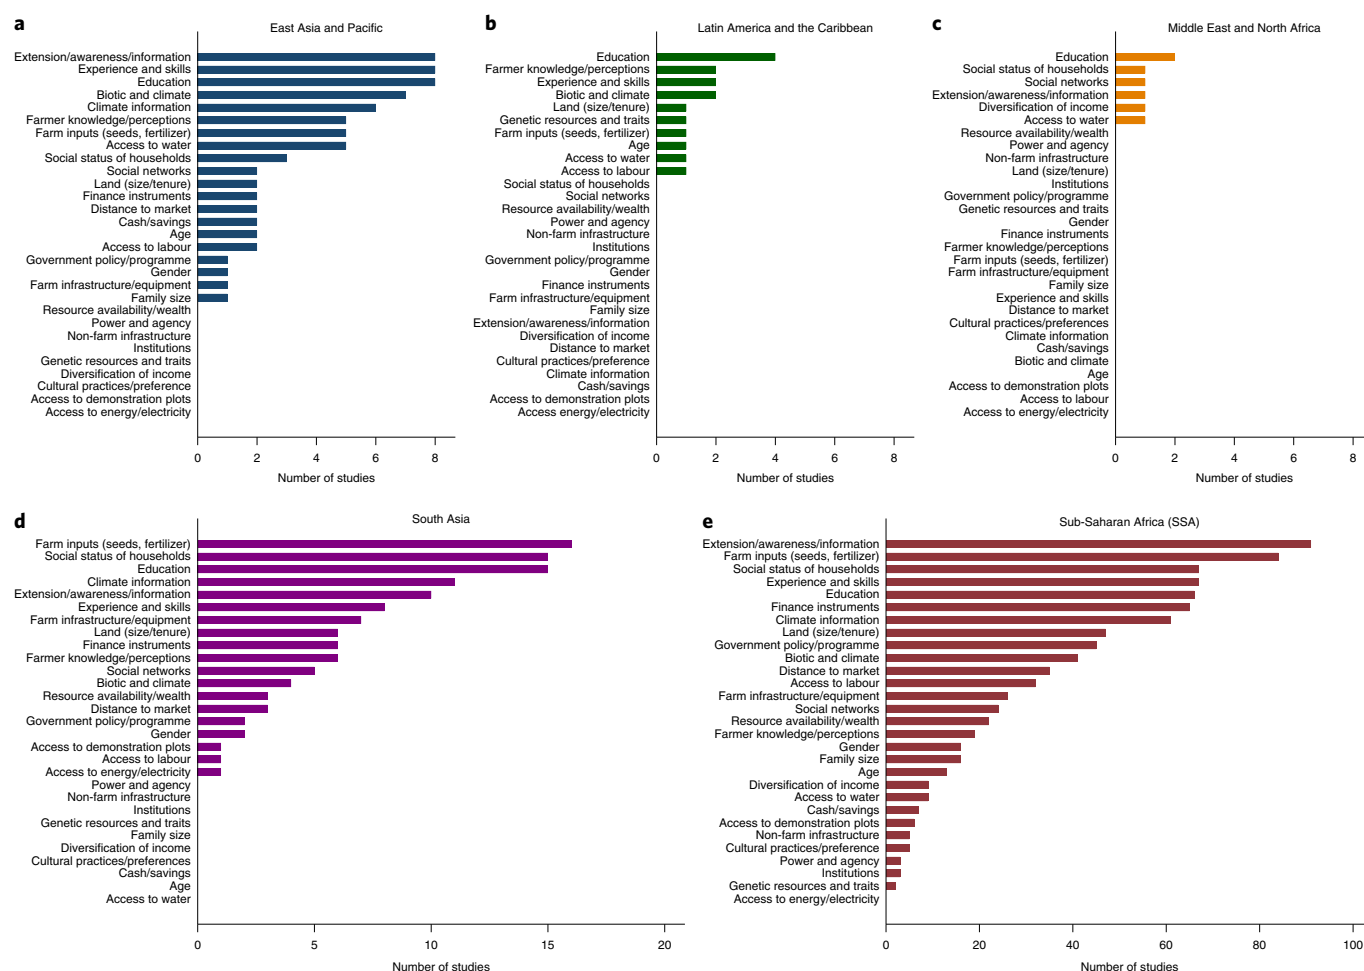 a
East Asia and Pacific
Extension/awareness/information
Experience and skills
Education
Biotic and climate
Climate information
Farmer knowledge/perceptions
Farm inputs (seeds, fertilizer)
Access to water
Social status of households
Social networks
Land (size/tenure)
Finance instruments
Distance to market
Cash/savings
Age
Access to labour
Government policy/programme
Gender
Farm infrastructure/equipment
Family size
Resource availability/wealth
Power and agency
Non-farm infrastructure
Institutions
Genetic resources and traits
Diversification of income
Cultural practices/preference
Access to demonstration plots
Access to energy/electricity
0 2 4 6 8
Number of studies
b
Latin America and the Caribbean
Education
Farmer knowledge/perceptions
Experience and skills
Biotic and climate
Land (size/tenure)
Genetic resources and traits
Farm inputs (seeds, fertilizer)
Age
Access to water
Access to labour
Social status of households
Social networks
Resource availability/wealth
Power and agency
Non-farm infrastructure
Institutions
Government policy/programme
Gender
Finance instruments
Farm infrastructure/equipment
Family size
Extension/awareness/information
Diversification of income
Distance to market
Cultural practices/preference
Climate information
Cash/savings
Access to demonstration plots
Access energy/electricity
0 2 4 6 8
Number of studies
c
Middle East and North Africa
Education
Social status of households
Social networks
Extension/awareness/information
Diversification of income
Access to water
Resource availability/wealth
Power and agency
Non-farm infrastructure
Land (size/tenure)
Institutions
Government policy/programme
Genetic resources and traits
Gender
Finance instruments
Farmer knowledge/perceptions
Farm inputs (seeds, fertilizer)
Farm infrastructure/equipment
Family size
Experience and skills
Distance to market
Cultural practices/preferences
Climate information
Cash/savings
Biotic and climate
Age
Access to demonstration plots
Access to labour
Access to energy/electricity
0 2 4 6 8
Number of studies
d
South Asia
Farm inputs (seeds, fertilizer)
Social status of households
Education
Climate information
Extension/awareness/information
Experience and skills
Farm infrastructure/equipment
Land (size/tenure)
Finance instruments
Farmer knowledge/perceptions
Social networks
Biotic and climate
Resource availability/wealth
Distance to market
Government policy/programme
Gender
Access to demonstration plots
Access to labour
Access to energy/electricity
Power and agency
Non-farm infrastructure
Institutions
Genetic resources and traits
Family size
Diversification of income
Cultural practices/preferences
Cash/savings
Age
Access to water
0 5 10 15 20
Number of studies
e
Sub-Saharan Africa (SSA)
Extension/awareness/information
Farm inputs (seeds, fertilizer)
Social status of households
Experience and skills
Education
Finance instruments
Climate information
Land (size/tenure)
Government policy/programme
Biotic and climate
Distance to market
Access to labour
Farm infrastructure/equipment
Social networks
Resource availability/wealth
Farmer knowledge/perceptions
Gender
Family size
Age
Diversification of income
Access to water
Cash/savings
Access to demonstration plots
Non-farm infrastructure
Cultural practices/preference
Power and agency
Institutions
Genetic resources and traits
Access to energy/electricity
0 20 40 60 80 100
Number of studies